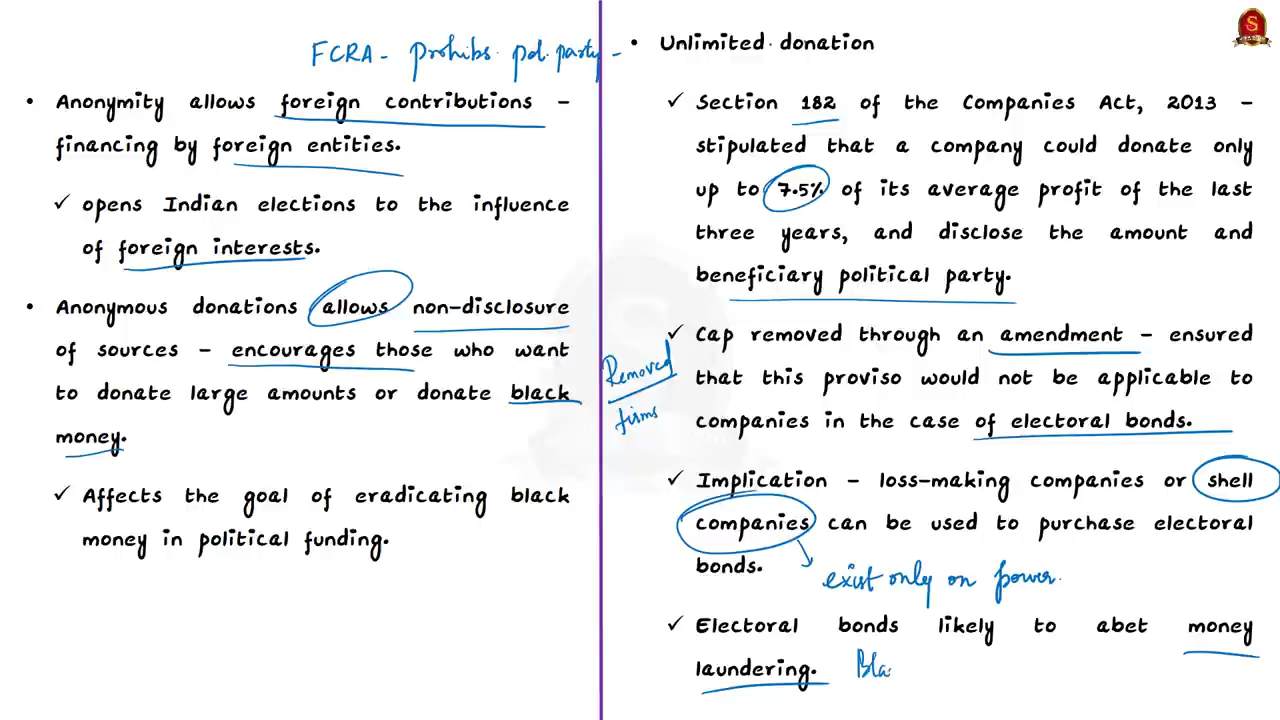 FCRA - prohibs. pol. party -
• Anonymity allows foreign contributions –
financing by foreign entities.
✓ opens Indian elections to the influence
of foreign interests.
• Anonymous donations allows non-disclosure
of sources – encourages those who want
to donate large amounts or donate black
money.
✓ Affects the goal of eradicating black
money in political funding.
• Unlimited donation
✓ Section 182 of the Companies Act, 2013 –
stipulated that a company could donate only
up to 7.5% of its average profit of the last
three years, and disclose the amount and
beneficiary political party.
✓ Cap removed through an amendment – ensured
that this proviso would not be applicable to
companies in the case of electoral bonds.
Removed
firms
✓ Implication – loss-making companies or shell
companies can be used to purchase electoral
bonds.
exist only on power.
✓ Electoral bonds likely to abet money
laundering. Bla